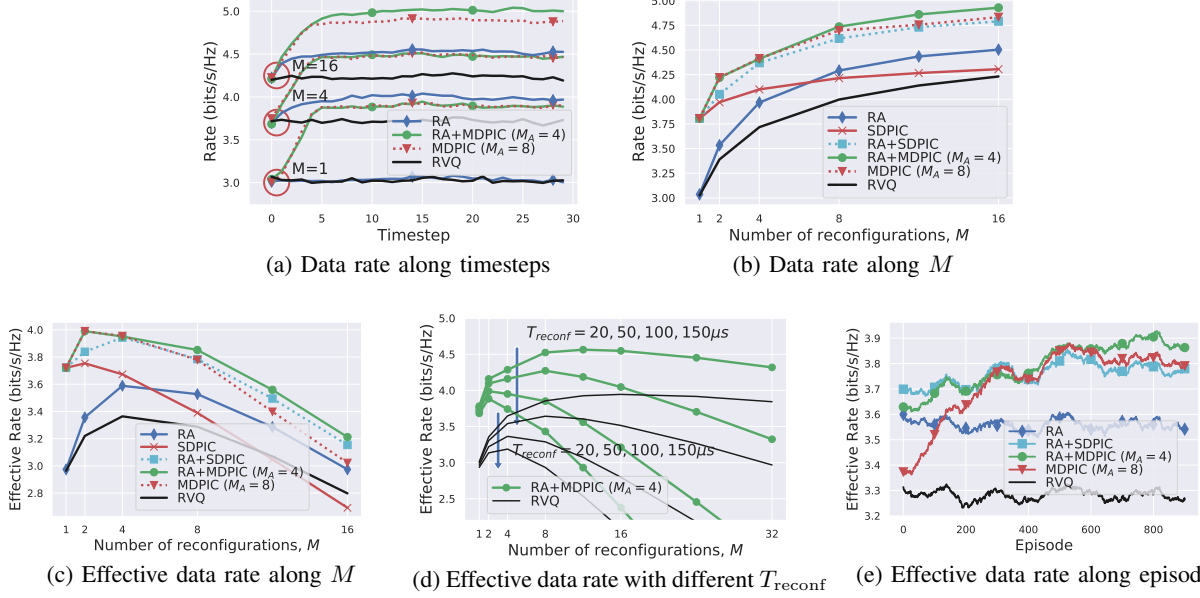 5.0
4.5
4.0
3.5
3.0
Rate (bits/s/Hz)
M=16
M=4
M=1
RA
RA+MDPIC (M_A = 4)
MDPIC (M_A = 8)
RVQ
0 5 10 15 20 25 30
Timestep
(a) Data rate along timesteps
5.00
4.75
4.50
4.25
4.00
3.75
3.50
3.25
3.00
Rate (bits/s/Hz)
RA
SDPIC
RA+SDPIC
RA+MDPIC (M_A = 4)
MDPIC (M_A = 8)
RVQ
1 2 4 8 16
Number of reconfigurations, M
(b) Data rate along M
4.0
3.8
3.6
3.4
3.2
3.0
2.8
Effective Rate (bits/s/Hz)
RA
SDPIC
RA+SDPIC
RA+MDPIC (M_A = 4)
MDPIC (M_A = 8)
RVQ
1 2 4 8 16
Number of reconfigurations, M
(c) Effective data rate along M
5.0
4.5
4.0
3.5
3.0
2.5
Effective Rate (bits/s/Hz)
T_reconf = 20, 50, 100, 150μs
T_reconf = 20, 50, 100, 150μs
RA+MDPIC (M_A = 4)
RVQ
1 2 4 8 16 32
Number of reconfigurations, M
(d) Effective data rate with different T_reconf
3.9
3.8
3.7
3.6
3.5
3.4
3.3
3.2
Effective Rate (bits/s/Hz)
RA
RA+SDPIC
RA+MDPIC (M_A = 4)
MDPIC (M_A = 8)
RVQ
0 200 400 600 800
Episode
(e) Effective data rate along episod